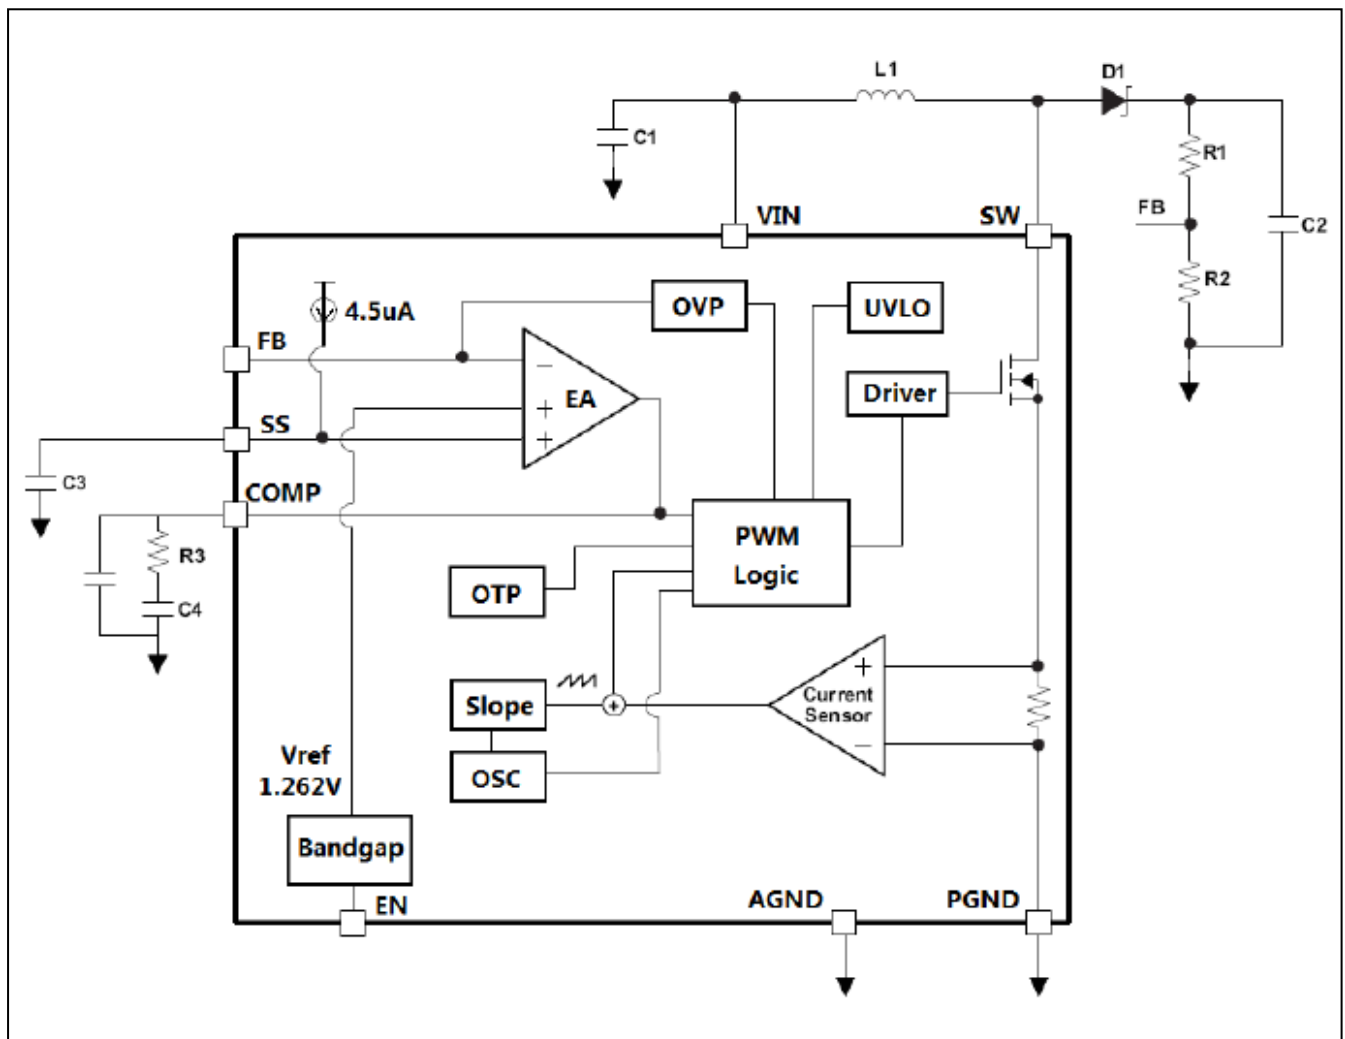 L1
D1
C1
R1
VIN
SW
FB
C2
R2
4.5uA
OVP
UVLO
FB
−
EA
Driver
+
SS
+
C3
COMP
PWM
Logic
R3
OTP
C4
+
Current
Sensor
Slope
+
−
Vref
OSC
1.262V
Bandgap
EN
AGND
PGND